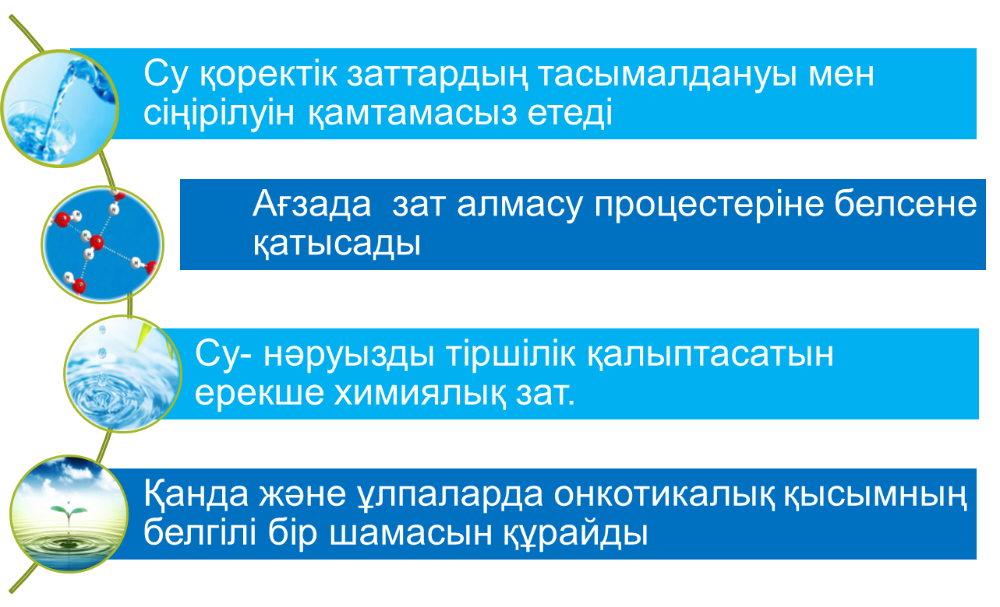 Су қоректік заттардың тасымалдануы мен
сіңірілуін қамтамасыз етеді
Ағзада зат алмасу процестеріне белсене
қатысады
Су- нәруызды тіршілік қалыптасатын
ерекше химиялық зат.
Қанда және ұлпаларда онкотикалық қысымның
белгілі бір шамасын құрайды